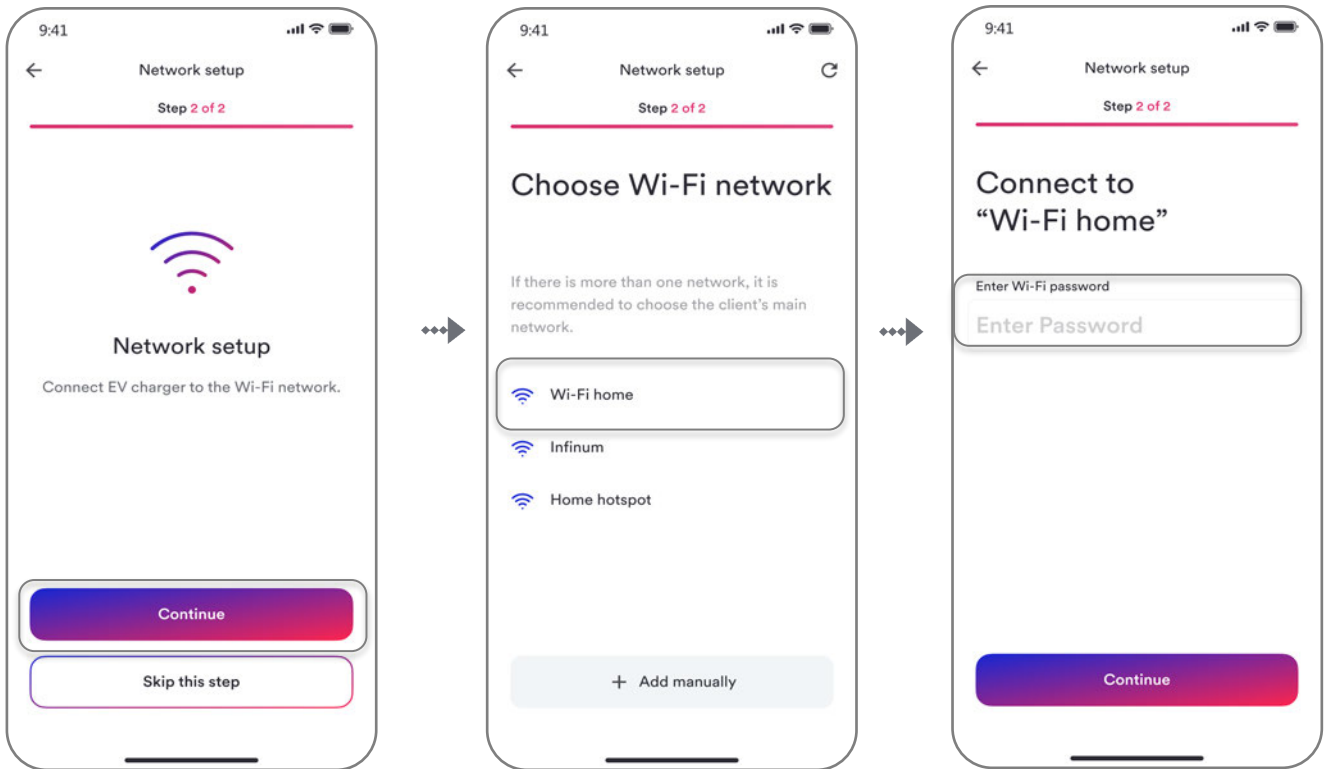 9:41
Network setup
Step 2 of 2
Network setup
Connect EV charger to the Wi-Fi network.
Continue
Skip this step
9:41
Network setup
Step 2 of 2
Choose Wi-Fi network
If there is more than one network, it is
recommended to choose the client's main
network.
Wi-Fi home
Infinum
Home hotspot
+ Add manually
9:41
Network setup
Step 2 of 2
Connect to
“Wi-Fi home”
Enter Wi-Fi password
Enter Password
Continue